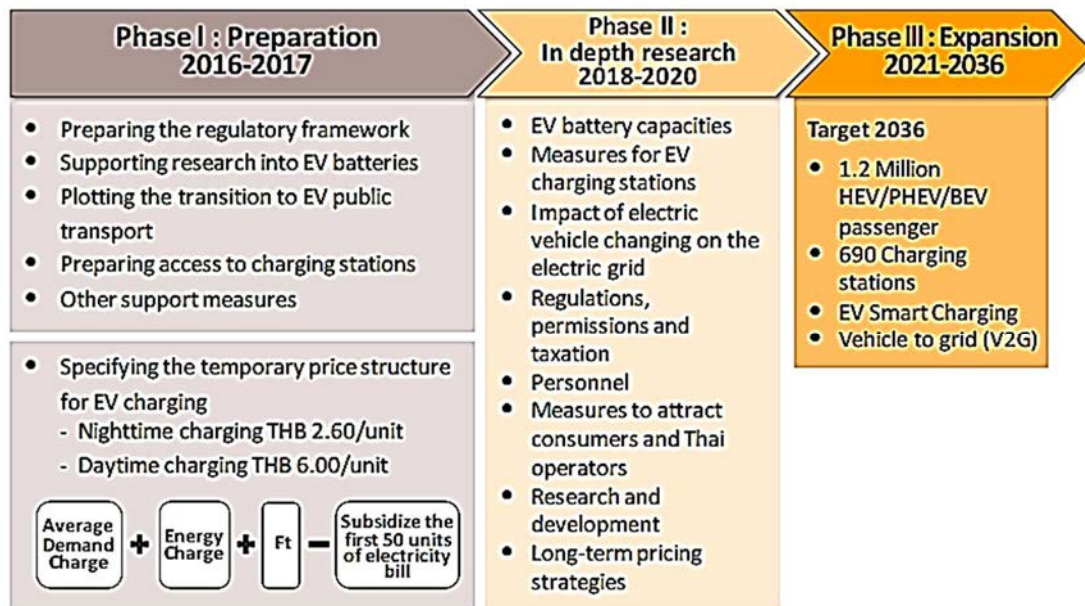 Phase I : Preparation
2016-2017
• Preparing the regulatory framework
• Supporting research into EV batteries
• Plotting the transition to EV public
transport
• Preparing access to charging stations
• Other support measures
• Specifying the temporary price structure
for EV charging
- Nighttime charging THB 2.60/unit
- Daytime charging THB 6.00/unit
Average
Demand
Charge
+
Energy
Charge
+
Ft
−
Subsidize the
first 50 units
of electricity
bill
Phase II :
In depth research
2018-2020
• EV battery capacities
• Measures for EV
charging stations
• Impact of electric
vehicle changing on the
electric grid
• Regulations,
permissions and
taxation
• Personnel
• Measures to attract
consumers and Thai
operators
• Research and
development
• Long-term pricing
strategies
Phase III : Expansion
2021-2036
Target 2036
• 1.2 Million
HEV/PHEV/BEV
passenger
• 690 Charging
stations
• EV Smart Charging
• Vehicle to grid (V2G)